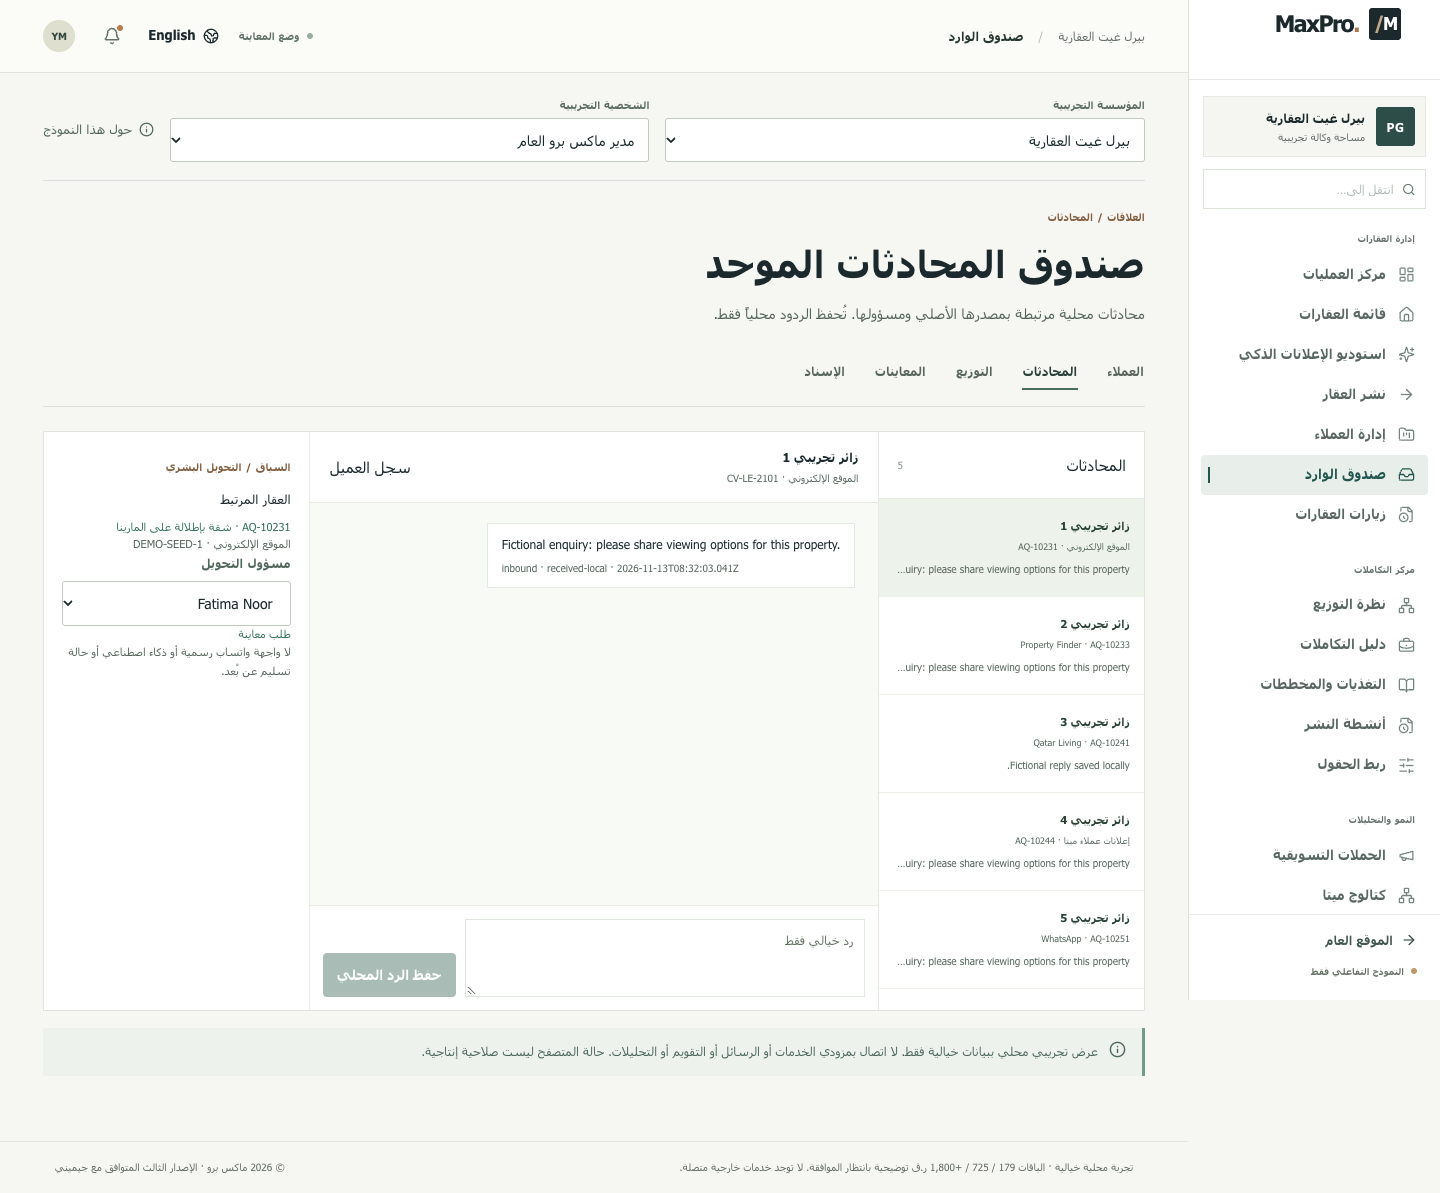 /M MaxPro.
بيرل غيت العقارية / صندوق الوارد
وضع المعاينة
English
YM
PG
بيرل غيت العقارية
مساحة وكالة تجريبية
انتقل إلى...
إدارة العقارات
مركز العمليات
قائمة العقارات
استوديو الإعلانات الذكي
نشر العقار
إدارة العملاء
صندوق الوارد
زيارات العقارات
مركز التكاملات
نظرة التوزيع
دليل التكاملات
التغذيات والمخططات
أنشطة النشر
ربط الحقول
النمو والتحليلات
الحملات التسويقية
كتالوج ميتا
الموقع العام
النموذج التفاعلي فقط
المؤسسة التجريبية
بيرل غيت العقارية
الشخصية التجريبية
مدير ماكس برو العام
حول هذا النموذج
العلاقات / المحادثات
صندوق المحادثات الموحد
محادثات محلية مرتبطة بمصدرها الأصلي ومسؤولها. تُحفظ الردود محلياً فقط.
العملاء
المحادثات
التوزيع
المعاينات
الإسناد
المحادثات
5
زائر تجريبي 1
الموقع الإلكتروني · AQ-10231
...uiry: please share viewing options for this property
زائر تجريبي 2
Property Finder · AQ-10233
...uiry: please share viewing options for this property
زائر تجريبي 3
Qatar Living · AQ-10241
.Fictional reply saved locally
زائر تجريبي 4
إعلانات عملاء ميتا · AQ-10244
...uiry: please share viewing options for this property
زائر تجريبي 5
WhatsApp · AQ-10251
...uiry: please share viewing options for this property
زائر تجريبي 1
الموقع الإلكتروني · CV-LE-2101
سجل العميل
Fictional enquiry: please share viewing options for this property.
inbound · received-local · 2026-11-13T08:32:03.041Z
رد خيالي فقط
حفظ الرد المحلي
السياق / التحويل البشري
العقار المرتبط
AQ-10231 · شقة بإطلالة على المارينا
الموقع الإلكتروني · DEMO-SEED-1
مسؤول التحويل
Fatima Noor
طلب معاينة
لا واجهة واتساب رسمية أو ذكاء اصطناعي أو حالة
تسليم عن بُعد.
عرض تجريبي محلي ببيانات خيالية فقط. لا اتصال بمزودي الخدمات أو الرسائل أو التقويم أو التحليلات. حالة المتصفح ليست صلاحية إنتاجية.
تجربة محلية خيالية · الباقات 179 / 725 / +1,800 ر.ق توضيحية بانتظار الموافقة. لا توجد خدمات خارجية متصلة.
© 2026 ماكس برو · الإصدار الثالث المتوافق مع جيميني